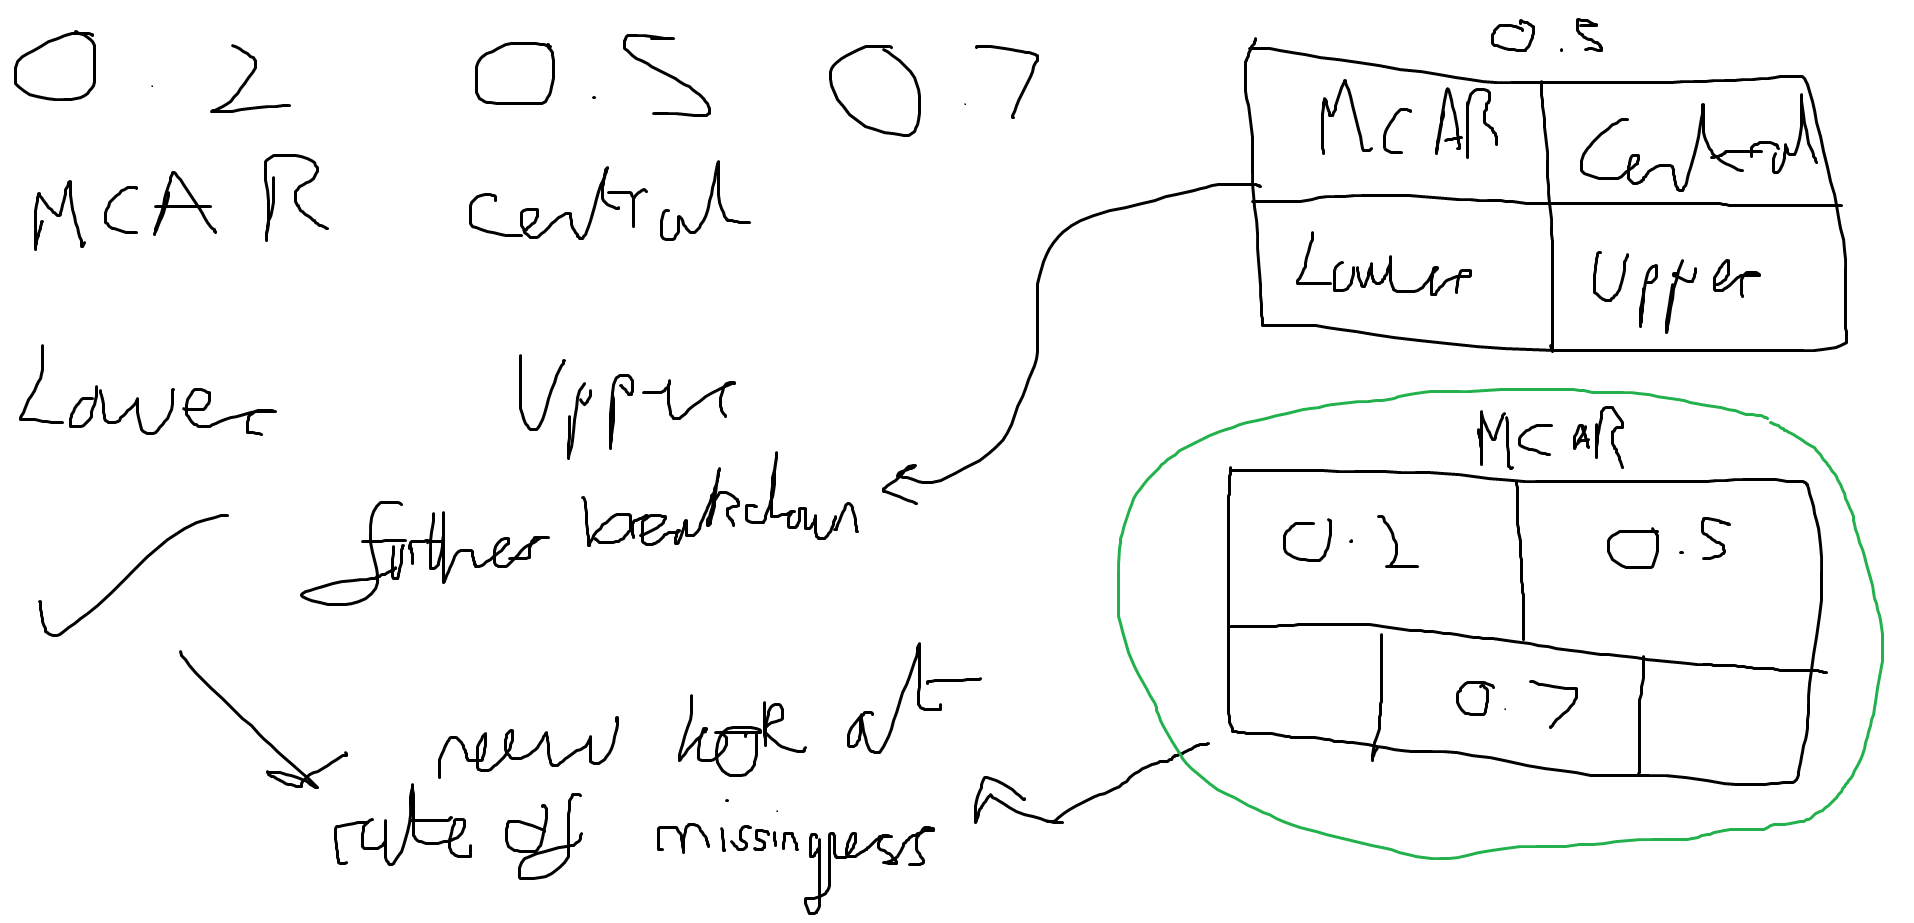 0.2 0.5 0.7
MCAR Central
Lower Upper
further breakdown
new look at
rate of missingness
0.5
MCAR Central
Lower Upper
MCAR
0.2 0.5
0.7